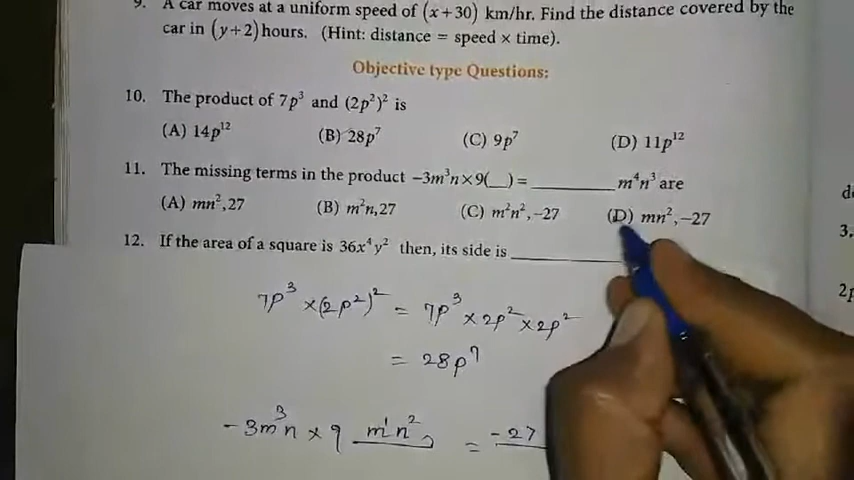 9. A car moves at a uniform speed of (x+30) km/hr. Find the distance covered by the
car in (y+2) hours. (Hint: distance = speed × time).
Objective type Questions:
10. The product of 7p³ and (2p²)² is
(A) 14p¹² (B) 28p⁷ (C) 9p⁷ (D) 11p¹²
11. The missing terms in the product −3m³n × 9(__) = ________ m⁴n³ are
(A) mn²,27 (B) m²n,27 (C) m²n²,−27 (D) mn²,−27
12. If the area of a square is 36x⁴y² then, its side is ____________
7p³ × (2p²)² = 7p³ × 2p² × 2p²
= 28p⁷
-3m³n × 9 m¹n² = -27
3.